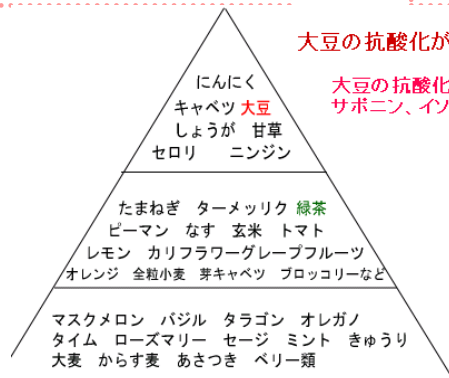 大豆の抗酸化が
大豆の抗酸化
サポニン、イソ
にんにく
キャベツ 大豆
しょうが 甘草
セロリ ニンジン
たまねぎ ターメッリク 緑茶
ピーマン なす 玄米 トマト
レモン カリフラワーグレープフルーツ
オレンジ 全粒小麦 芽キャベツ ブロッコリーなど
マスクメロン バジル タラゴン オレガノ
タイム ローズマリー セージ ミント きゅうり
大麦 からす麦 あさつき ベリー類